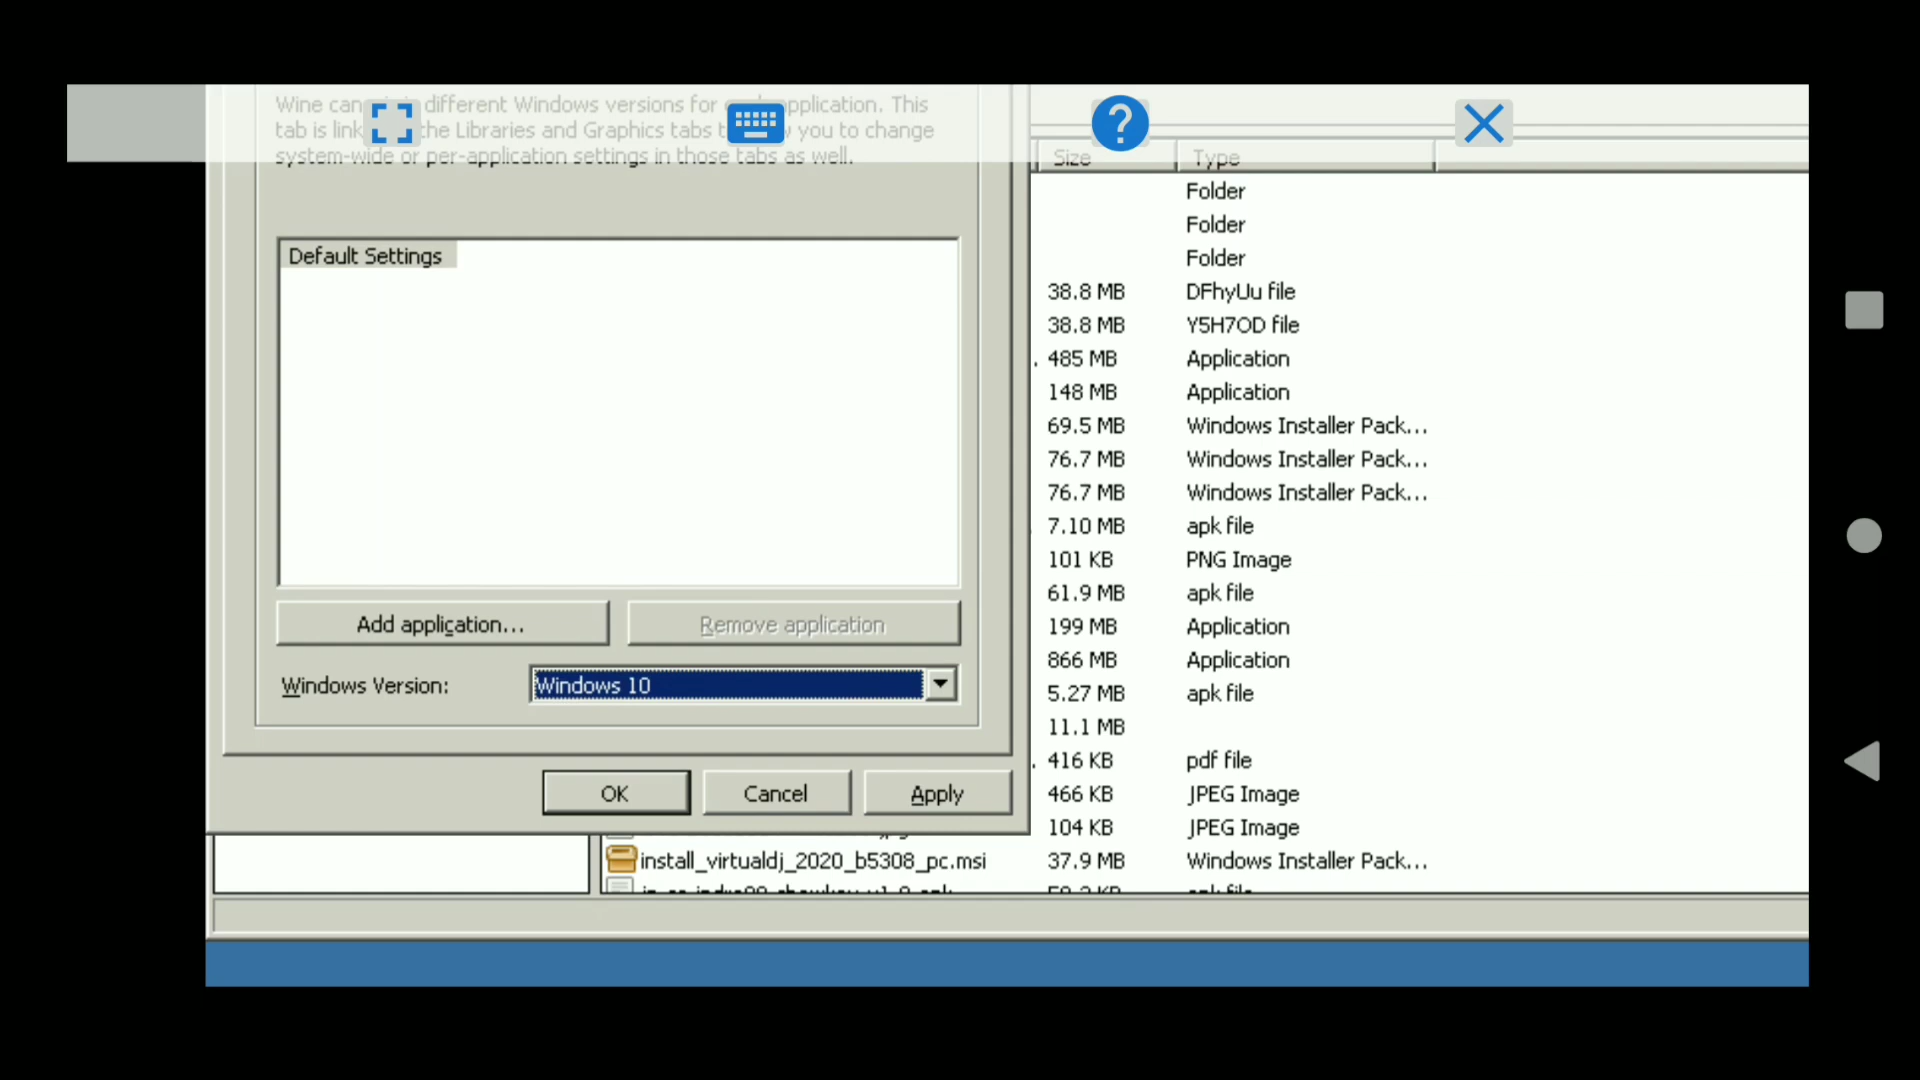 Wine can different Windows versions for application. This
tab is link the Libraries and Graphics tabs you to change
system-wide or per-application settings in those tabs as well.
Default Settings
Add application...
Remove application
Windows Version:
Windows 10
OK
Cancel
Apply
Size Type
Folder
Folder
Folder
38.8 MB DFhyUu file
38.8 MB Y5H7OD file
485 MB Application
148 MB Application
69.5 MB Windows Installer Pack...
76.7 MB Windows Installer Pack...
76.7 MB Windows Installer Pack...
7.10 MB apk file
101 KB PNG Image
61.9 MB apk file
199 MB Application
866 MB Application
5.27 MB apk file
11.1 MB
416 KB pdf file
466 KB JPEG Image
104 KB JPEG Image
install_virtualdj_2020_b5308_pc.msi 37.9 MB Windows Installer Pack...
apk file